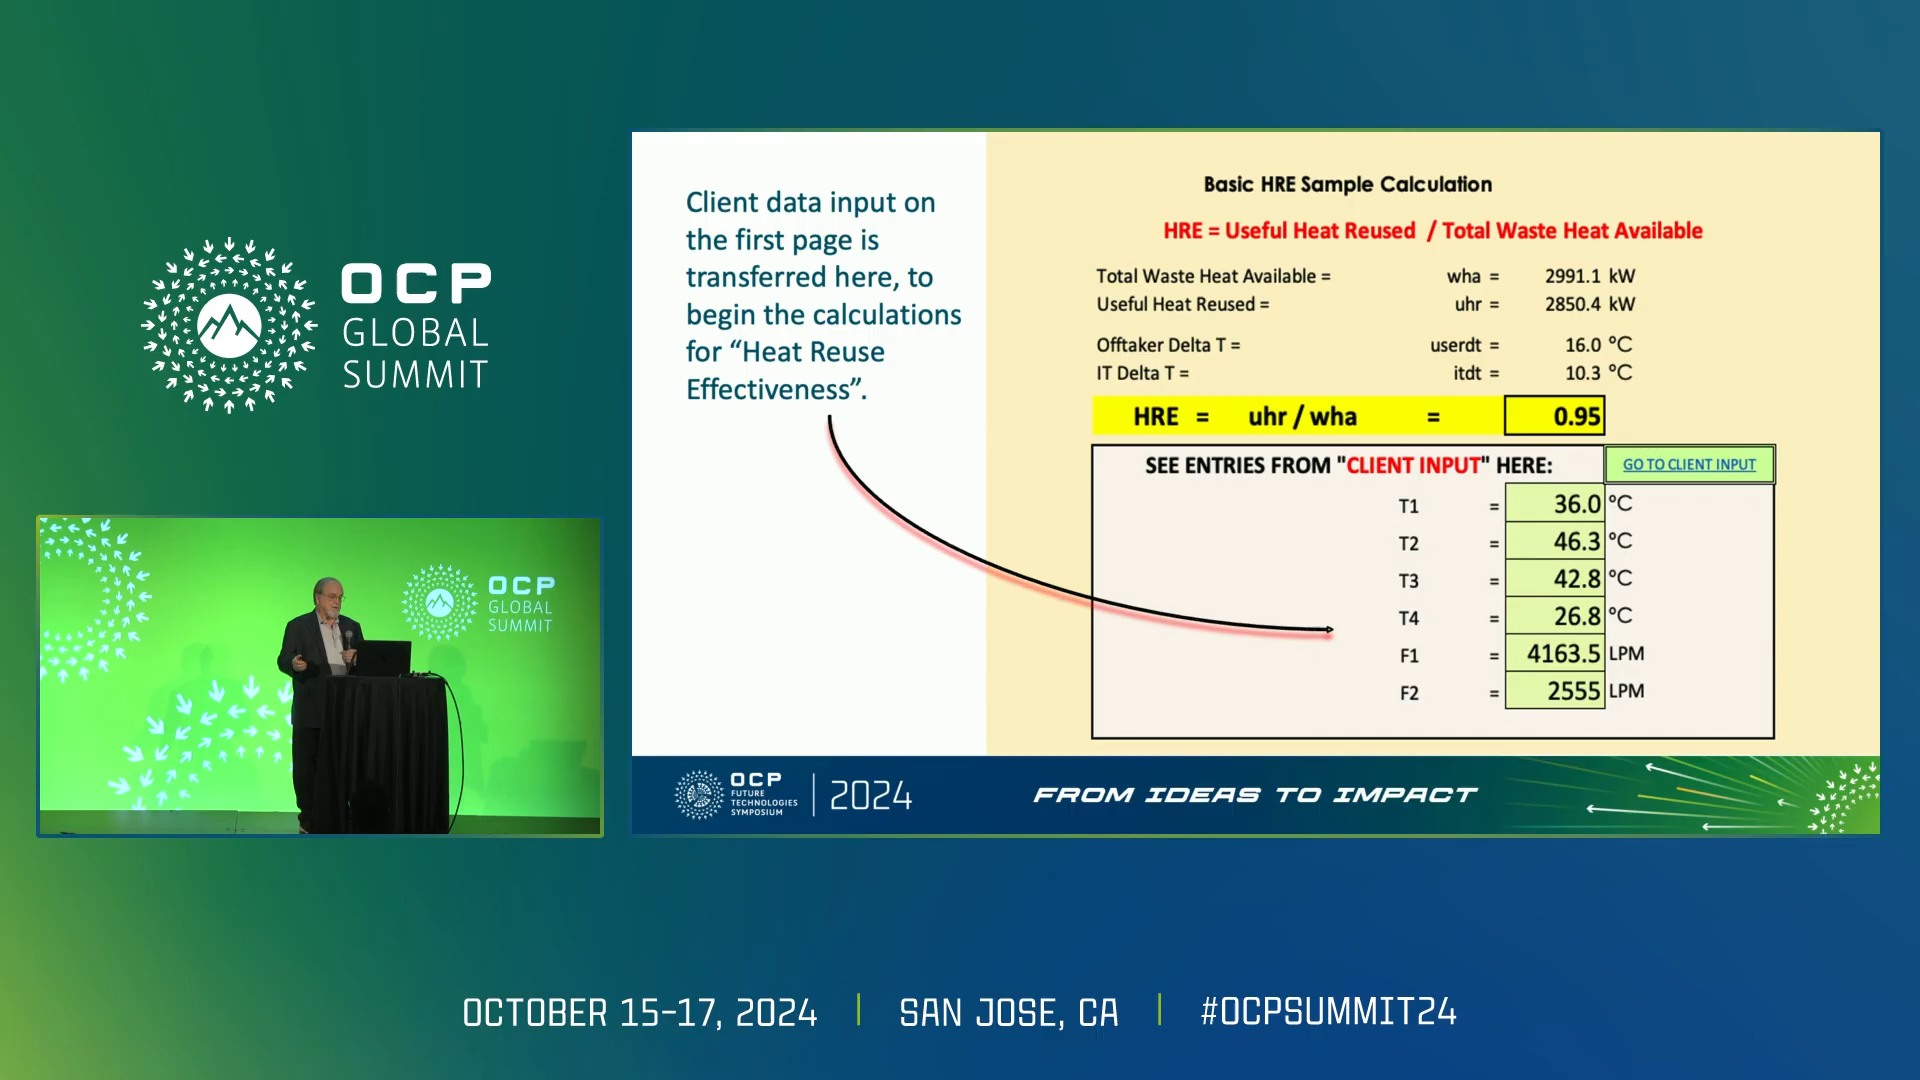 OCP
GLOBAL
SUMMIT
Client data input on
the first page is
transferred here, to
begin the calculations
for “Heat Reuse
Effectiveness”.
Basic HRE Sample Calculation
HRE = Useful Heat Reused / Total Waste Heat Available
Total Waste Heat Available = wha = 2991.1 kW
Useful Heat Reused = uhr = 2850.4 kW
Offtaker Delta T = userdt = 16.0 °C
IT Delta T = itdt = 10.3 °C
HRE = uhr / wha = 0.95
SEE ENTRIES FROM "CLIENT INPUT" HERE: GO TO CLIENT INPUT
T1 = 36.0 °C
T2 = 46.3 °C
T3 = 42.8 °C
T4 = 26.8 °C
F1 = 4163.5 LPM
F2 = 2555 LPM
OCP
GLOBAL
SUMMIT
OCP
FUTURE
TECHNOLOGIES
SYMPOSIUM
2024
FROM IDEAS TO IMPACT
OCTOBER 15-17, 2024 | SAN JOSE, CA | #OCPSUMMIT24